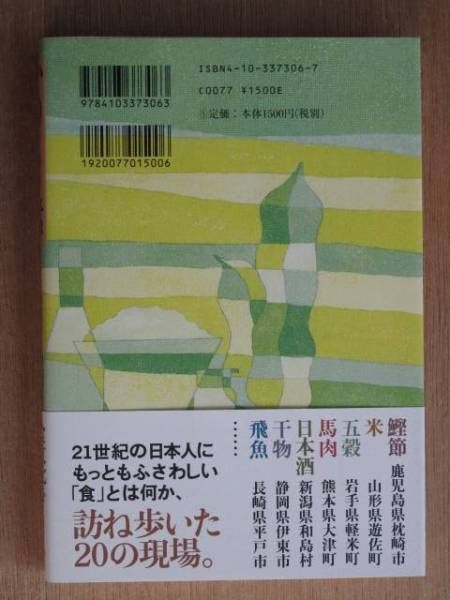 ISBN4-10-337306-7
C0077 ¥1500E
定価:本体1500円(税別)
9784103373063
1920077015006
鰹節 鹿児島県枕崎市
米 山形県遊佐町
五穀 岩手県軽米町
馬肉 熊本県大津町
日本酒 新潟県和島村
干物 静岡県伊東市
飛魚 長崎県平戸市
……
21世紀の日本人に
もっともふさわしい
「食」とは何か、
訪ね歩いた
20の現場。